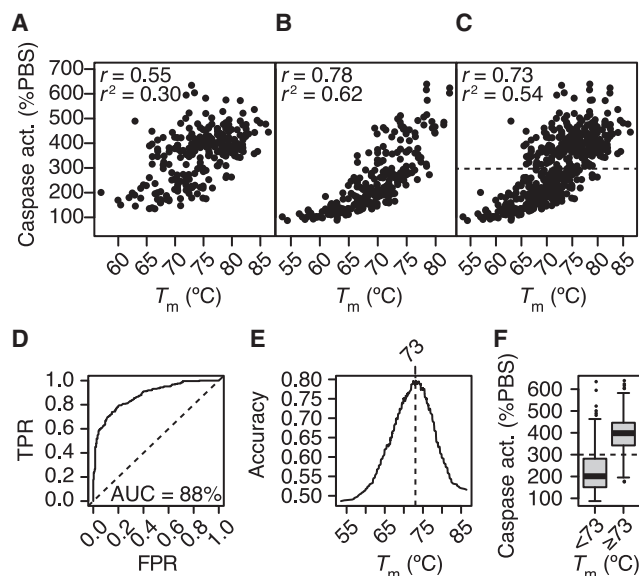 A
B
C
Caspase act. (%PBS)
700
600
500
400
300
200
100
r = 0.55
r² = 0.30
r = 0.78
r² = 0.62
r = 0.73
r² = 0.54
60 65 70 75 80 85
55 60 65 70 75 80
55 60 65 70 75 80 85
Tm (ºC)
Tm (ºC)
Tm (ºC)
D
TPR
1.0
0.8
0.6
0.4
0.2
0.0
AUC = 88%
0.0 0.2 0.4 0.6 0.8 1.0
FPR
E
73
Accuracy
0.80
0.75
0.70
0.65
0.60
0.55
0.50
55 65 75 85
Tm (ºC)
F
Caspase act. (%PBS)
600
500
400
300
200
100
<73 ≥73
Tm (ºC)